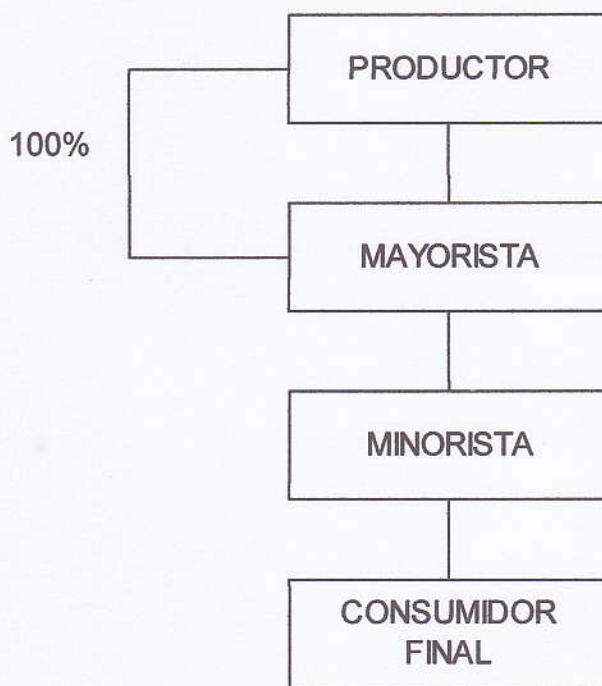 PRODUCTOR
100%
MAYORISTA
MINORISTA
CONSUMIDOR
FINAL